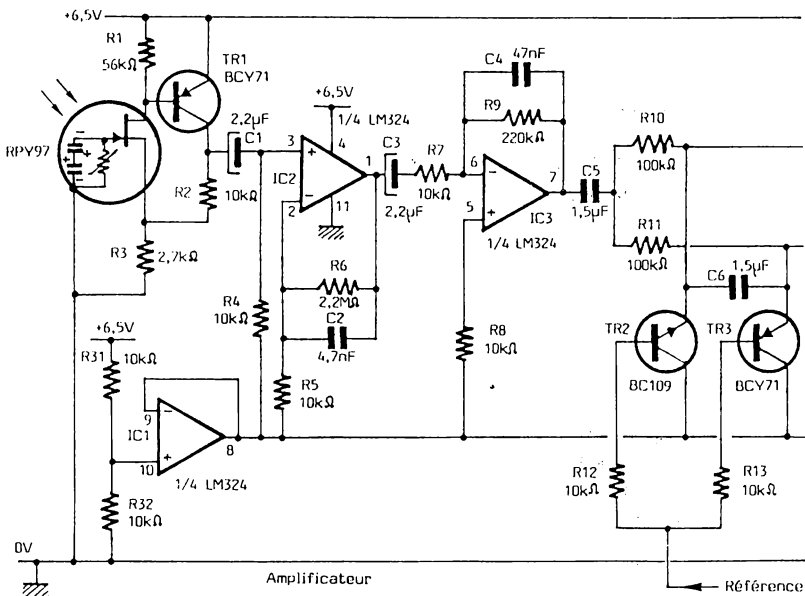 +6,5V
R1
56kΩ
TR1
BCY71
RPY97
2,2µF
C1
R2
10kΩ
R3
2,7kΩ
+6,5V
1/4 LM324
3
4
+
IC2
-
2
11
1
C3
2,2µF
R7
10kΩ
C4
47nF
R9
220kΩ
6
-
7
5
+
IC3
1/4 LM324
C5
1,5µF
R10
100kΩ
R11
100kΩ
C6
1,5µF
R6
2,2MΩ
C2
4,7nF
R4
10kΩ
R5
10kΩ
R8
10kΩ
TR2
BC109
TR3
BCY71
+6,5V
R31
10kΩ
9
-
IC1
10
+
8
1/4 LM324
R32
10kΩ
R12
10kΩ
R13
10kΩ
0V
Amplificateur
Référence